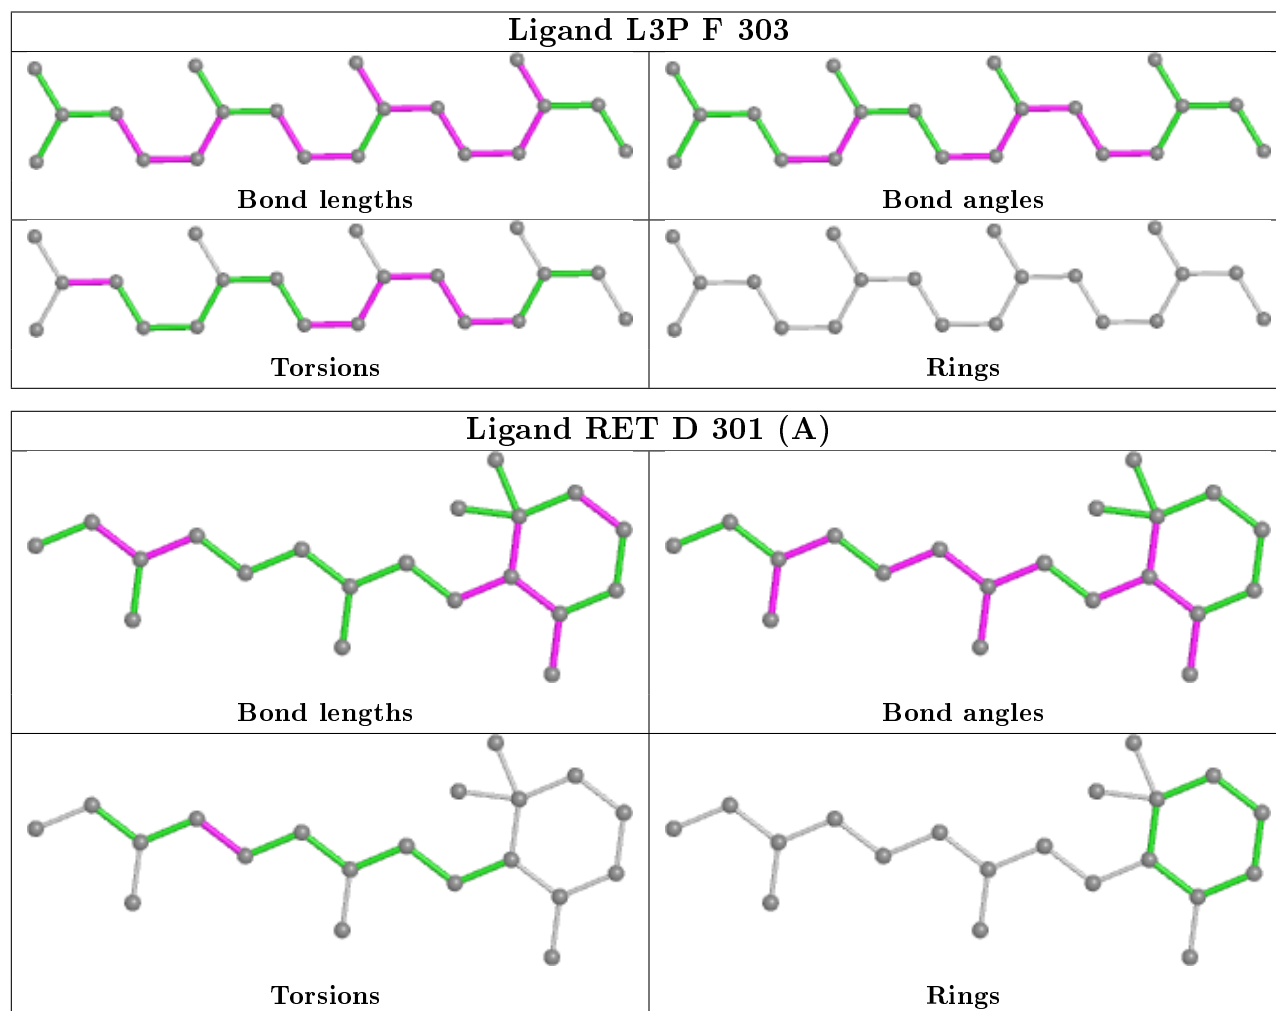 Ligand L3P F 303
Bond lengths
Bond angles
Torsions
Rings
Ligand RET D 301 (A)
Bond lengths
Bond angles
Torsions
Rings